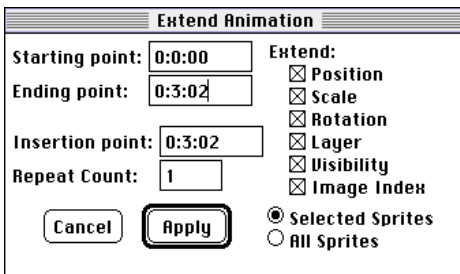 Extend Animation
Starting point: 0:0:00
Ending point: 0:3:02
Insertion point: 0:3:02
Repeat Count: 1
Cancel
Apply
Extend:
Position
Scale
Rotation
Layer
Visibility
Image Index
Selected Sprites
All Sprites